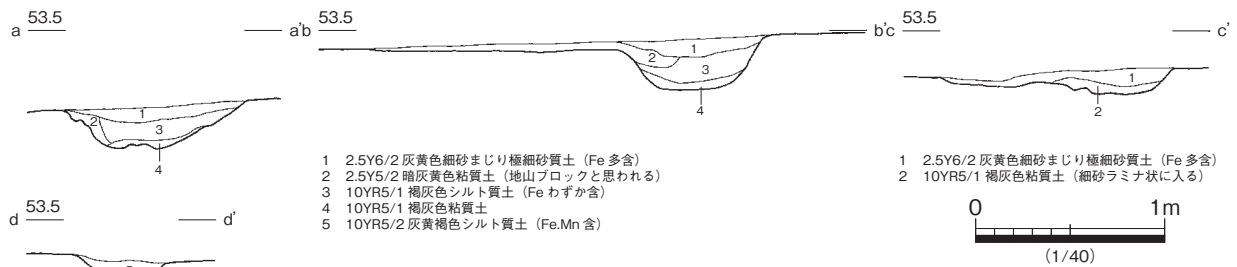 a 53.5 a'
b 53.5 b'
c 53.5 c'
1
2
3
4
1
2
3
4
1
2
1 2.5Y6/2 灰黄色細砂まじり極細砂質土（Fe 多含）
2 2.5Y5/2 暗灰黄色粘質土（地山ブロックと思われる）
3 10YR5/1 褐灰色シルト質土（Fe わずか含）
4 10YR5/1 褐灰色粘質土
5 10YR5/2 灰黄褐色シルト質土（Fe.Mn 含）
1 2.5Y6/2 灰黄色細砂まじり極細砂質土（Fe 多含）
2 10YR5/1 褐灰色粘質土（細砂ラミナ状に入る）
d 53.5 d'
0 1m
(1/40)